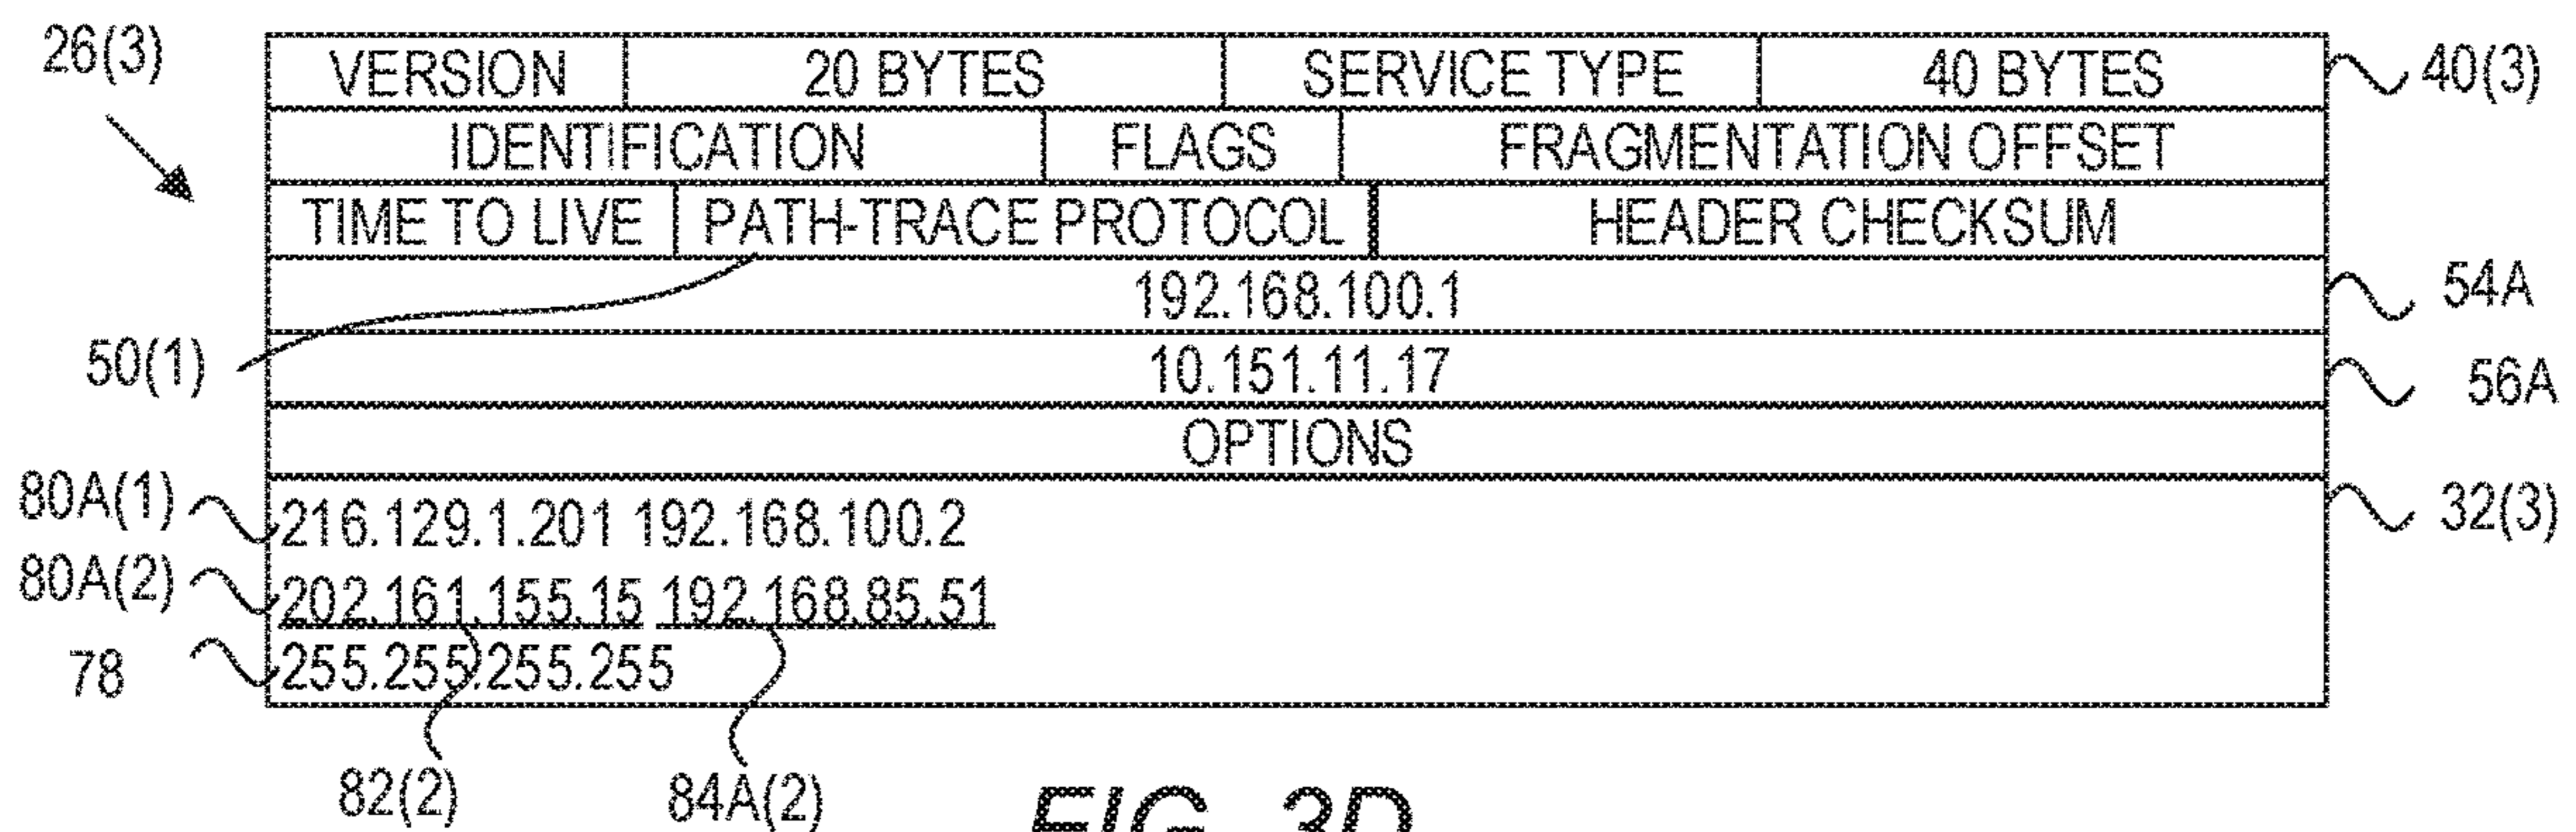 26(3) VERSION 20 BYTES SERVICE TYPE 40 BYTES 40(3)
IDENTIFICATION FLAGS FRAGMENTATION OFFSET
TIME TO LIVE PATH-TRACE PROTOCOL HEADER CHECKSUM
192.168.100.1 54A
50(1) 10.151.11.17 56A
OPTIONS
80A(1) 216.129.1.201 192.168.100.2 32(3)
80A(2) 202.161.155.15 192.168.85.51
78 255.255.255.255
82(2) 84A(2) FIG. 3D